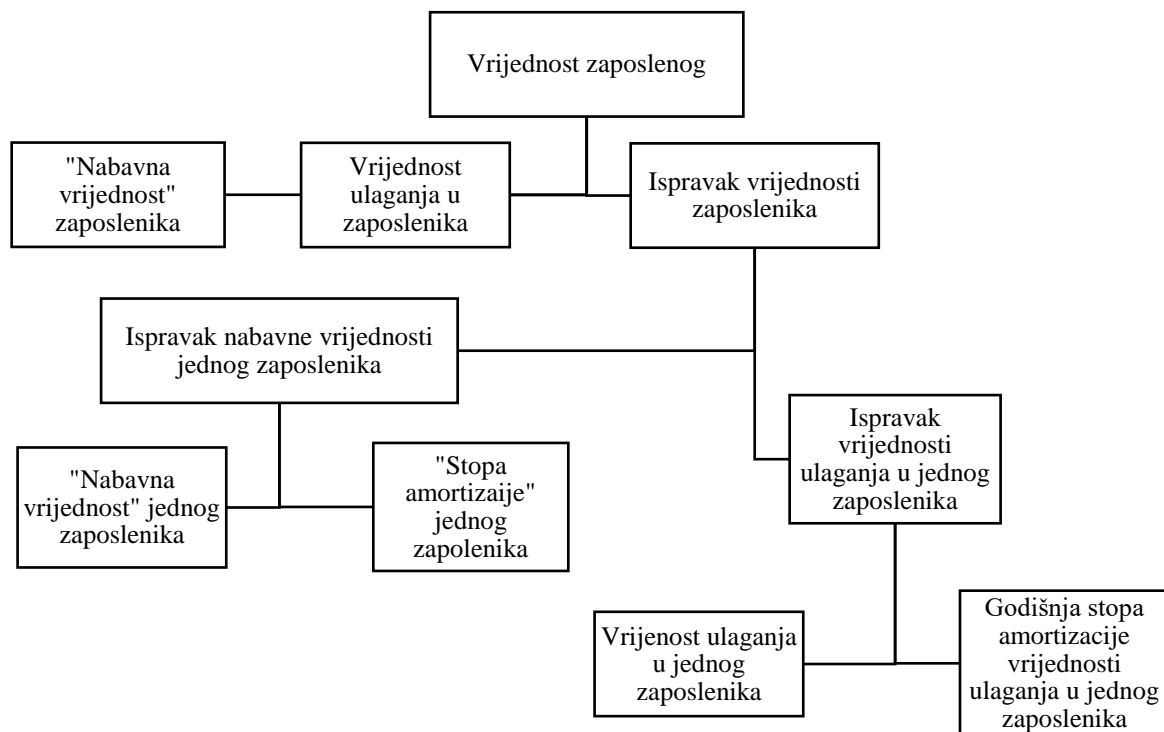 Vrijednost zaposlenog
"Nabavna
vrijednost"
zaposlenika
Vrijednost
ulaganja u
zaposlenika
Ispravak vrijednosti
zaposlenika
Ispravak nabavne vrijednosti
jednog zaposlenika
Ispravak
vrijednosti
ulaganja u jednog
zaposlenika
"Nabavna
vrijednost" jednog
zaposlenika
"Stopa
amortizaije"
jednog
zapolenika
Vrijenost ulaganja
u jednog
zaposlenika
Godišnja stopa
amortizacije
vrijednosti
ulaganja u jednog
zaposlenika